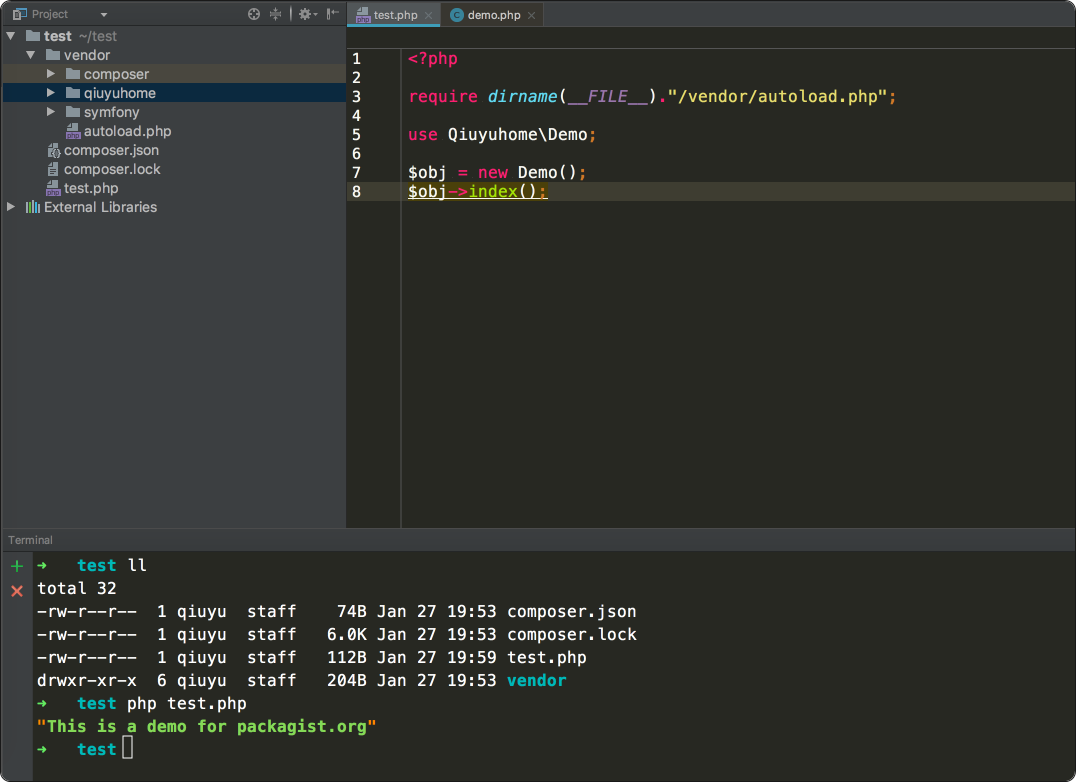 Project
test ~/test
vendor
composer
qiuyuhome
symfony
autoload.php
composer.json
composer.lock
test.php
External Libraries
test.php
demo.php
1 <?php
2
3 require dirname(__FILE__)."/vendor/autoload.php";
4
5 use Qiuyuhome\Demo;
6
7 $obj = new Demo();
8 $obj->index();
Terminal
➜ test ll
total 32
-rw-r--r-- 1 qiuyu staff 74B Jan 27 19:53 composer.json
-rw-r--r-- 1 qiuyu staff 6.0K Jan 27 19:53 composer.lock
-rw-r--r-- 1 qiuyu staff 112B Jan 27 19:59 test.php
drwxr-xr-x 6 qiuyu staff 204B Jan 27 19:53 vendor
➜ test php test.php
"This is a demo for packagist.org"
➜ test